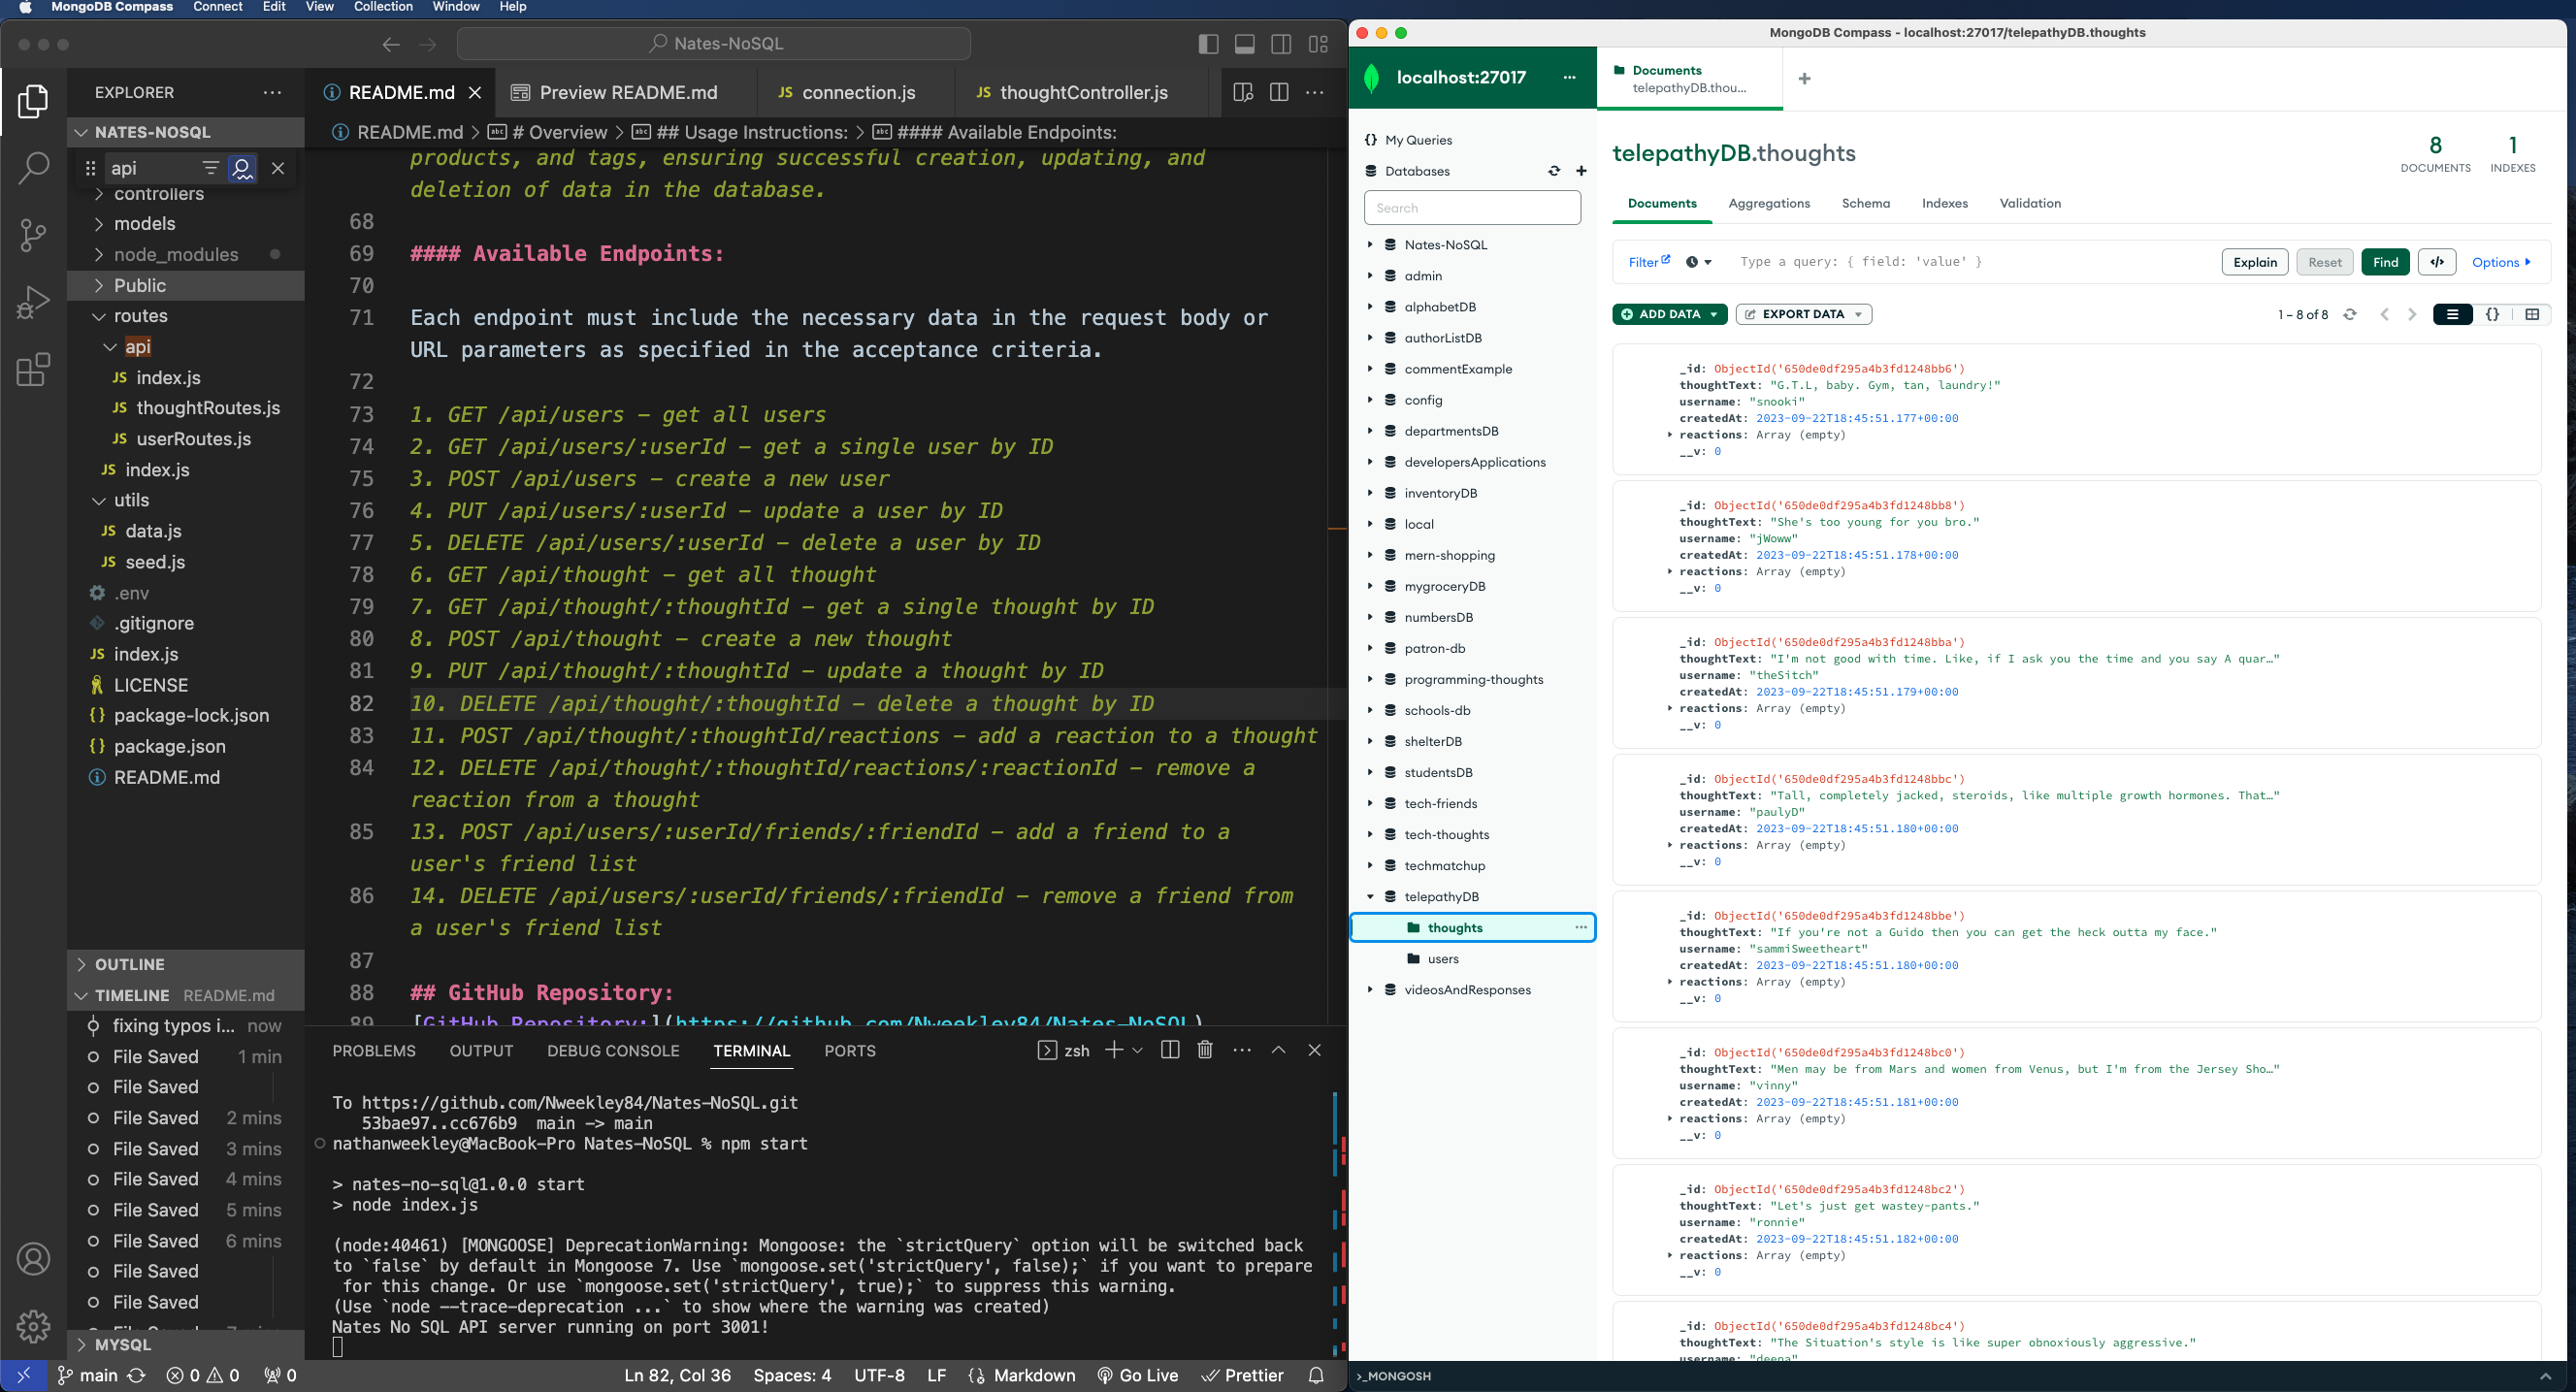 MongoDB Compass Connect Edit View Collection Window Help
Nates-NoSQL
EXPLORER
NATES-NOSQL
api
controllers
models
node_modules
Public
routes
api
JS index.js
JS thoughtRoutes.js
JS userRoutes.js
JS index.js
utils
JS data.js
JS seed.js
.env
.gitignore
JS index.js
LICENSE
{} package-lock.json
{} package.json
README.md
OUTLINE
TIMELINE README.md
fixing typos i... now
File Saved 1 min
File Saved
File Saved 2 mins
File Saved 3 mins
File Saved 4 mins
File Saved 5 mins
File Saved 6 mins
File Saved
File Saved
MYSQL
README.md
Preview README.md
JS connection.js
JS thoughtController.js
README.md > # Overview > ## Usage Instructions: > #### Available Endpoints:
products, and tags, ensuring successful creation, updating, and
deletion of data in the database.
68
69 #### Available Endpoints:
70
71 Each endpoint must include the necessary data in the request body or
URL parameters as specified in the acceptance criteria.
72
73 1. GET /api/users – get all users
74 2. GET /api/users/:userId – get a single user by ID
75 3. POST /api/users – create a new user
76 4. PUT /api/users/:userId – update a user by ID
77 5. DELETE /api/users/:userId – delete a user by ID
78 6. GET /api/thought – get all thought
79 7. GET /api/thought/:thoughtId – get a single thought by ID
80 8. POST /api/thought – create a new thought
81 9. PUT /api/thought/:thoughtId – update a thought by ID
82 10. DELETE /api/thought/:thoughtId – delete a thought by ID
83 11. POST /api/thought/:thoughtId/reactions – add a reaction to a thought
84 12. DELETE /api/thought/:thoughtId/reactions/:reactionId – remove a
reaction from a thought
85 13. POST /api/users/:userId/friends/:friendId – add a friend to a
user's friend list
86 14. DELETE /api/users/:userId/friends/:friendId – remove a friend from
a user's friend list
87
88 ## GitHub Repository:
89 [GitHub Repository:](https://github.com/Nweekley84/Nates-NoSQL)
PROBLEMS OUTPUT DEBUG CONSOLE TERMINAL PORTS
zsh
To https://github.com/Nweekley84/Nates-NoSQL.git
53bae97..cc676b9 main -> main
nathanweekley@MacBook-Pro Nates-NoSQL % npm start
> nates-no-sql@1.0.0 start
> node index.js
(node:40461) [MONGOOSE] DeprecationWarning: Mongoose: the `strictQuery` option will be switched back
to `false` by default in Mongoose 7. Use `mongoose.set('strictQuery', false);` if you want to prepare
for this change. Or use `mongoose.set('strictQuery', true);` to suppress this warning.
(Use `node --trace-deprecation ...` to show where the warning was created)
Nates No SQL API server running on port 3001!
main 0 0 0
Ln 82, Col 36 Spaces: 4 UTF-8 LF Markdown Go Live Prettier
MongoDB Compass - localhost:27017/telepathyDB.thoughts
localhost:27017 ...
{} My Queries
Databases
Search
Nates-NoSQL
admin
alphabetDB
authorListDB
commentExample
config
departmentsDB
developersApplications
inventoryDB
local
mern-shopping
mygroceryDB
numbersDB
patron-db
programming-thoughts
schools-db
shelterDB
studentsDB
tech-friends
tech-thoughts
techmatchup
telepathyDB
thoughts
users
videosAndResponses
Documents
telepathyDB.thou...
telepathyDB.thoughts
8 DOCUMENTS
1 INDEXES
Documents Aggregations Schema Indexes Validation
Filter Type a query: { field: 'value' } Explain Reset Find </> Options
ADD DATA EXPORT DATA 1 – 8 of 8
_id: ObjectId('650de0df295a4b3fd1248bb6')
thoughtText: "G.T.L, baby. Gym, tan, laundry!"
username: "snooki"
createdAt: 2023-09-22T18:45:51.177+00:00
reactions: Array (empty)
__v: 0
_id: ObjectId('650de0df295a4b3fd1248bb8')
thoughtText: "She's too young for you bro."
username: "jWoww"
createdAt: 2023-09-22T18:45:51.178+00:00
reactions: Array (empty)
__v: 0
_id: ObjectId('650de0df295a4b3fd1248bba')
thoughtText: "I'm not good with time. Like, if I ask you the time and you say A quar…"
username: "theSitch"
createdAt: 2023-09-22T18:45:51.179+00:00
reactions: Array (empty)
__v: 0
_id: ObjectId('650de0df295a4b3fd1248bbc')
thoughtText: "Tall, completely jacked, steroids, like multiple growth hormones. That…"
username: "paulyD"
createdAt: 2023-09-22T18:45:51.180+00:00
reactions: Array (empty)
__v: 0
_id: ObjectId('650de0df295a4b3fd1248bbe')
thoughtText: "If you're not a Guido then you can get the heck outta my face."
username: "sammiSweetheart"
createdAt: 2023-09-22T18:45:51.180+00:00
reactions: Array (empty)
__v: 0
_id: ObjectId('650de0df295a4b3fd1248bc0')
thoughtText: "Men may be from Mars and women from Venus, but I'm from the Jersey Sho…"
username: "vinny"
createdAt: 2023-09-22T18:45:51.181+00:00
reactions: Array (empty)
__v: 0
_id: ObjectId('650de0df295a4b3fd1248bc2')
thoughtText: "Let's just get wastey-pants."
username: "ronnie"
createdAt: 2023-09-22T18:45:51.182+00:00
reactions: Array (empty)
__v: 0
_id: ObjectId('650de0df295a4b3fd1248bc4')
thoughtText: "The Situation's style is like super obnoxiously aggressive."
username: "deena"
>_MONGOSH